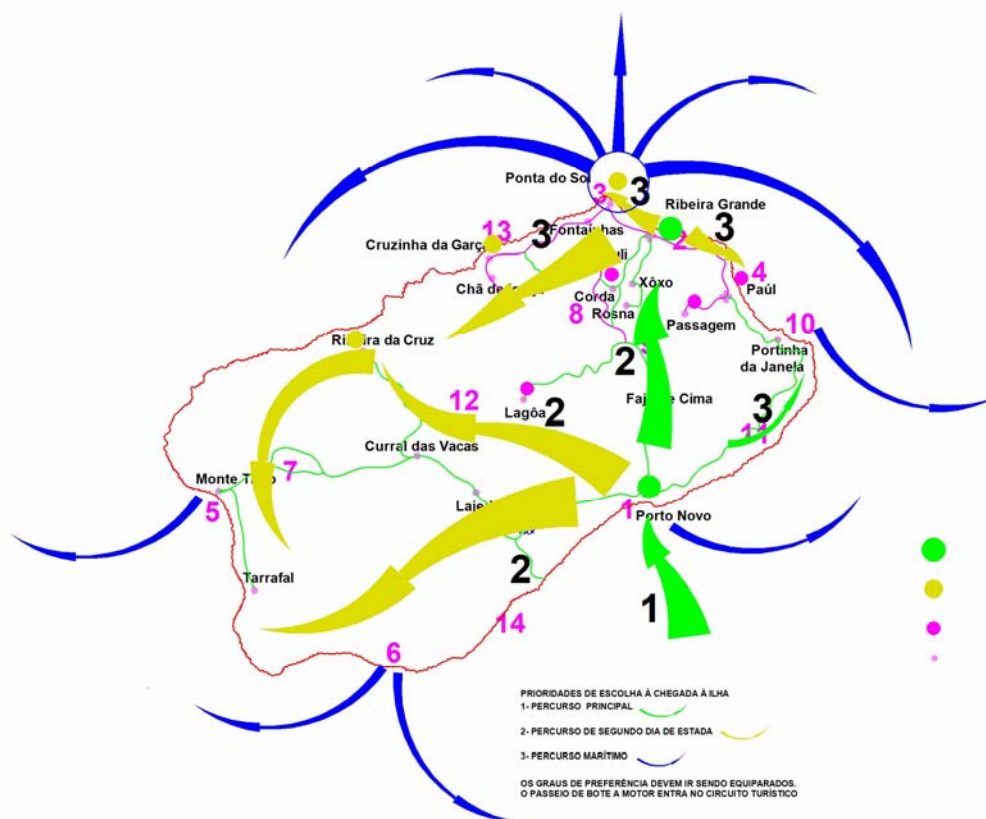 Ponta do Sol
3
3
Ribeira Grande
2
3
Fontainhas
13
3
Cruzinha da
4
Paúl
Chã
Corda
Xôxo
8
Rosna
Passagem
10
Portinha
da Janela
da Cruz
2
12
Lagôa
2
de Cima
3
11
Curral das Vacas
7
Monte
5
1
Porto Novo
Tarrafal
2
1
14
6
PRIORIDADES DE ESCOLHA À CHEGADA À ILHA
1- PERCURSO PRINCIPAL
2- PERCURSO DE SEGUNDO DIA DE ESTADA
3- PERCURSO MARÍTIMO
OS GRAUS DE PREFERÊNCIA DEVEM IR SENDO EQUIPARADOS.
O PASSEIO DE BOTE A MOTOR ENTRA NO CIRCUITO TURÍSTICO